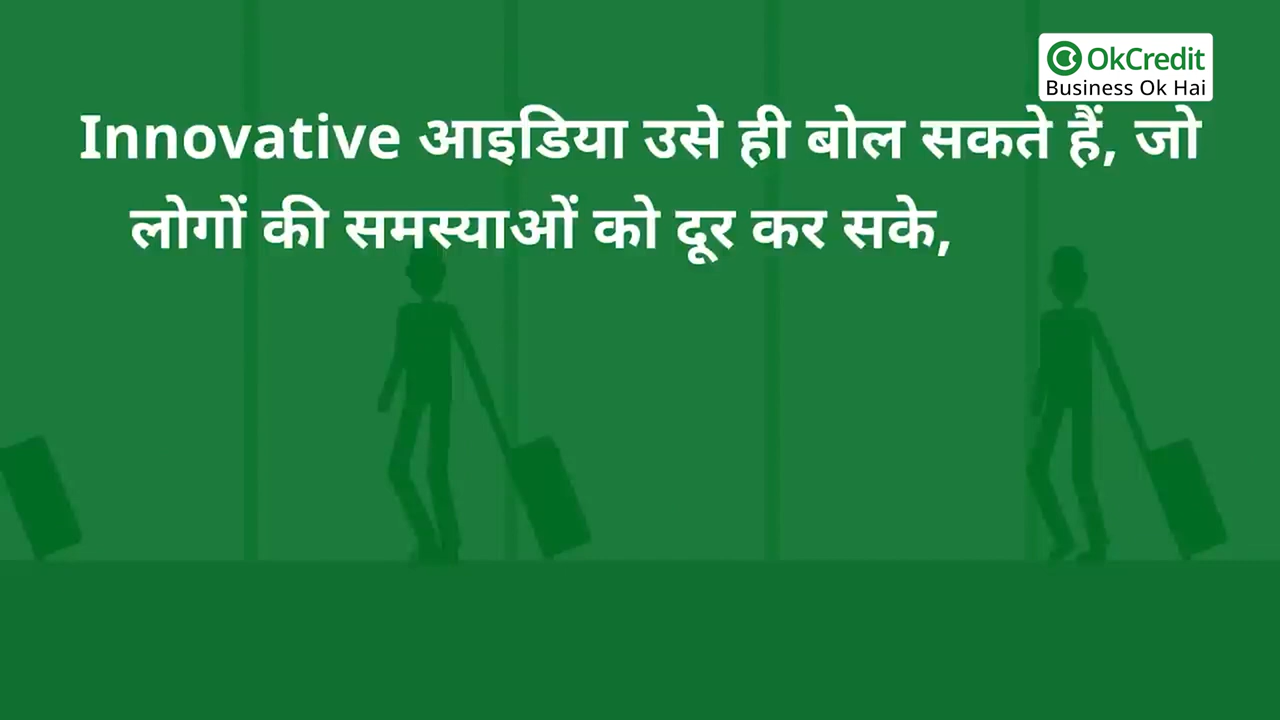 OkCredit
Business Ok Hai
Innovative आइडिया उसे ही बोल सकते हैं, जो
लोगों की समस्याओं को दूर कर सके,